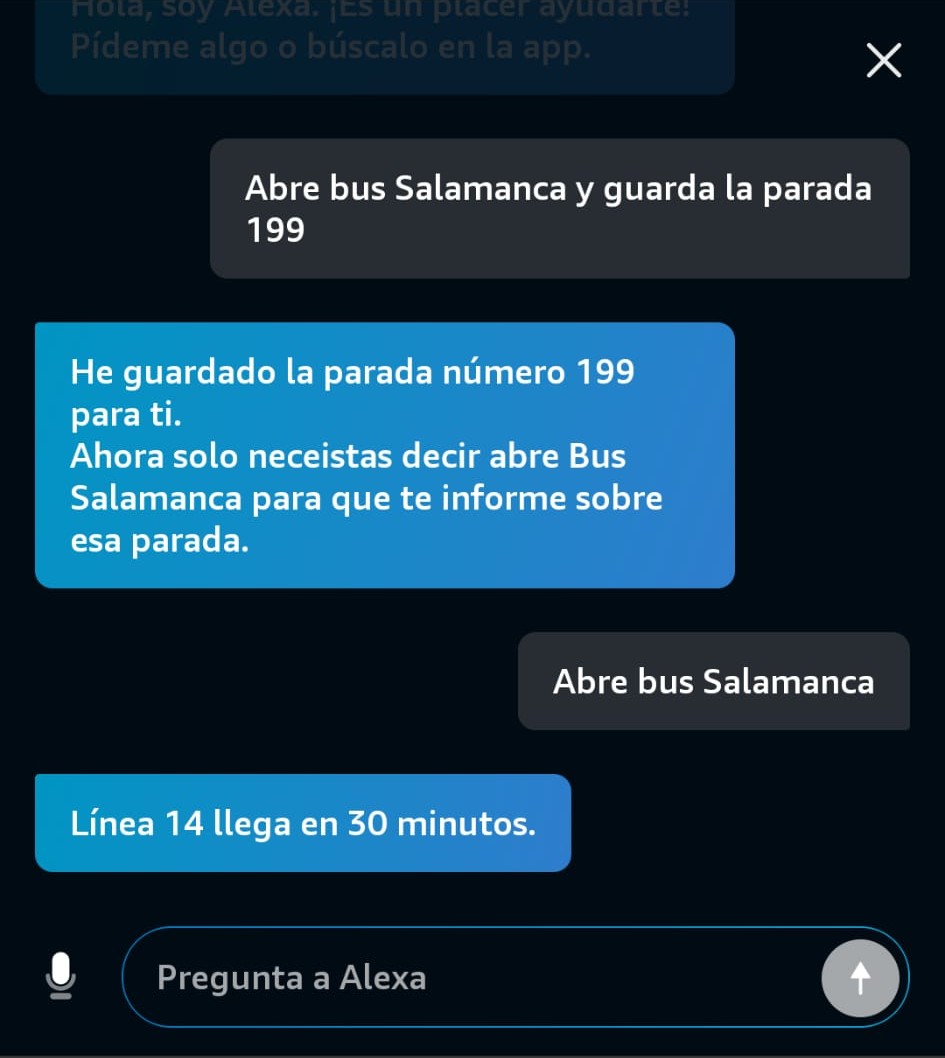 Hola, soy Alexa. ¡Es un placer ayudarte!
Pídeme algo o búscalo en la app.
Abre bus Salamanca y guarda la parada
199
He guardado la parada número 199
para ti.
Ahora solo neceistas decir abre Bus
Salamanca para que te informe sobre
esa parada.
Abre bus Salamanca
Línea 14 llega en 30 minutos.
Pregunta a Alexa